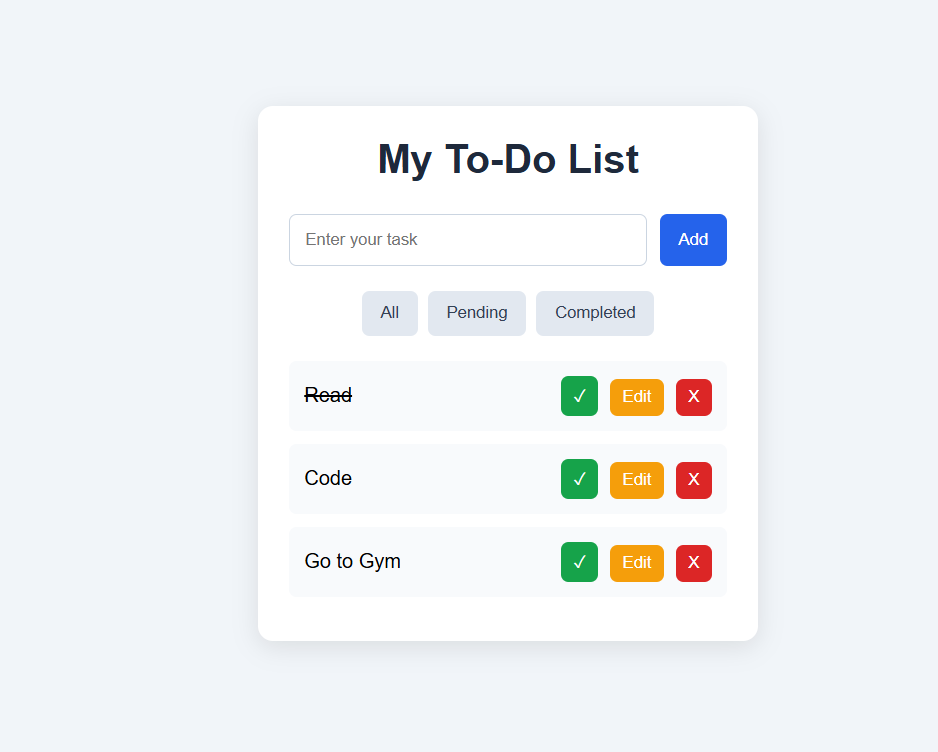 My To-Do List
Enter your task Add
All Pending Completed
Read ✓ Edit X
Code ✓ Edit X
Go to Gym ✓ Edit X